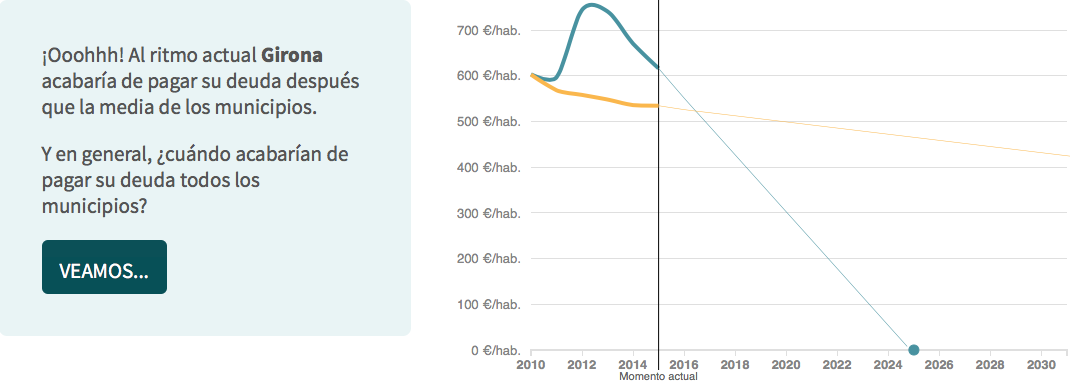 ¡Ooohhh! Al ritmo actual Girona
acabaría de pagar su deuda después
que la media de los municipios.
Y en general, ¿cuándo acabarían de
pagar su deuda todos los
municipios?
VEAMOS...
700 €/hab.
600 €/hab.
500 €/hab.
400 €/hab.
300 €/hab.
200 €/hab.
100 €/hab.
0 €/hab.
2010 2012 2014 2016 2018 2020 2022 2024 2026 2028 2030
Momento actual